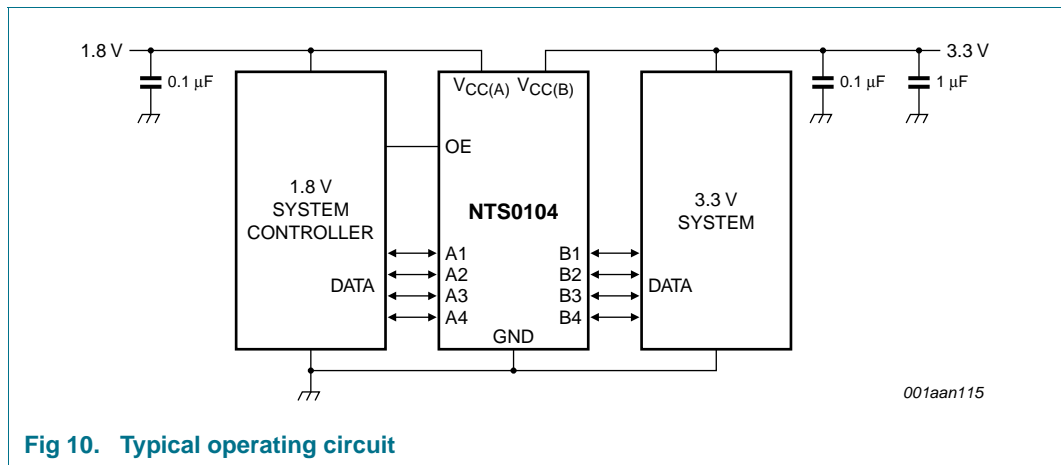 1.8 V
3.3 V
0.1 μF
0.1 μF
1 μF
VCC(A)
VCC(B)
OE
1.8 V
SYSTEM
CONTROLLER
NTS0104
3.3 V
SYSTEM
A1
A2
A3
A4
B1
B2
B3
B4
DATA
DATA
GND
001aan115
Fig 10. Typical operating circuit